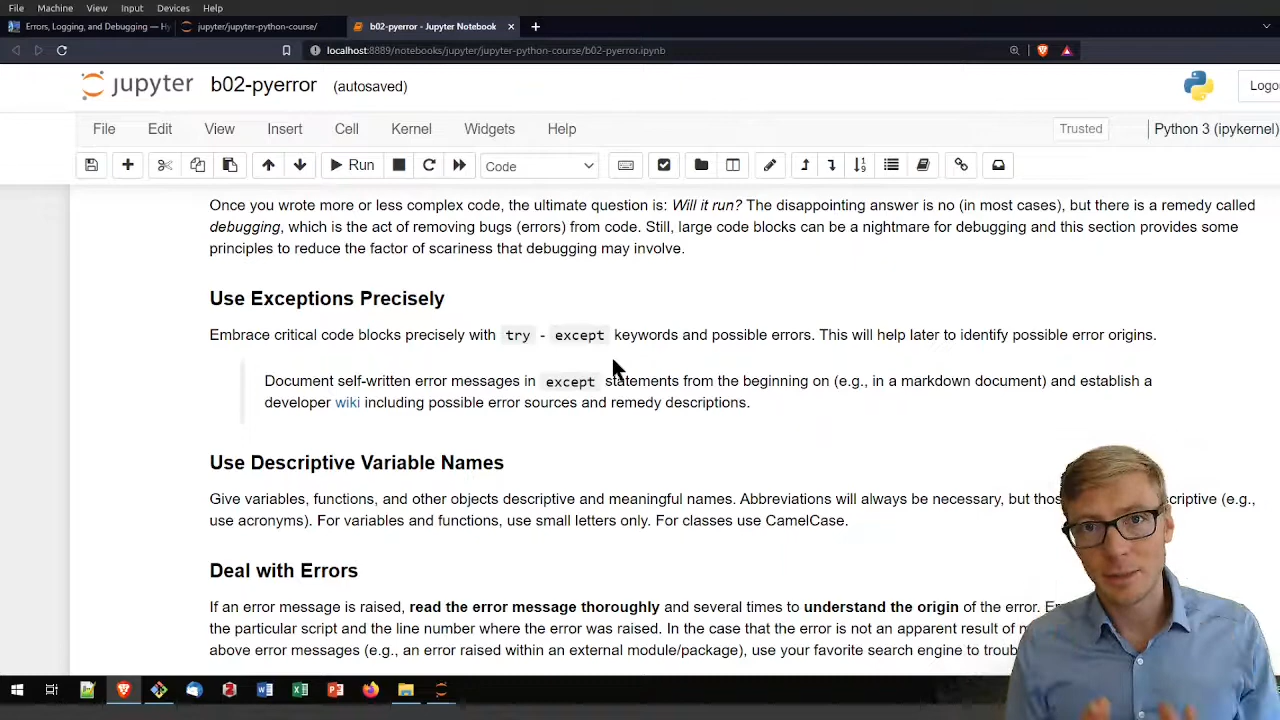 File Machine View Input Devices Help
Errors, Logging, and Debugging — Hy
jupyter/jupyter-python-course/
b02-pyerror - Jupyter Notebook
localhost:8889/notebooks/jupyter/jupyter-python-course/b02-pyerror.ipynb
jupyter b02-pyerror (autosaved)
Logo
File Edit View Insert Cell Kernel Widgets Help
Trusted
Python 3 (ipykernel)
Run
Code
Once you wrote more or less complex code, the ultimate question is: Will it run? The disappointing answer is no (in most cases), but there is a remedy called
debugging, which is the act of removing bugs (errors) from code. Still, large code blocks can be a nightmare for debugging and this section provides some
principles to reduce the factor of scariness that debugging may involve.
Use Exceptions Precisely
Embrace critical code blocks precisely with try - except keywords and possible errors. This will help later to identify possible error origins.
Document self-written error messages in except statements from the beginning on (e.g., in a markdown document) and establish a
developer wiki including possible error sources and remedy descriptions.
Use Descriptive Variable Names
Give variables, functions, and other objects descriptive and meaningful names. Abbreviations will always be necessary, but criptive (e.g.,
use acronyms). For variables and functions, use small letters only. For classes use CamelCase.
Deal with Errors
If an error message is raised, read the error message thoroughly and several times to understand the origin of the error.
the particular script and the line number where the error was raised. In the case that the error is not an apparent result of
above error messages (e.g., an error raised within an external module/package), use your favorite search engine to